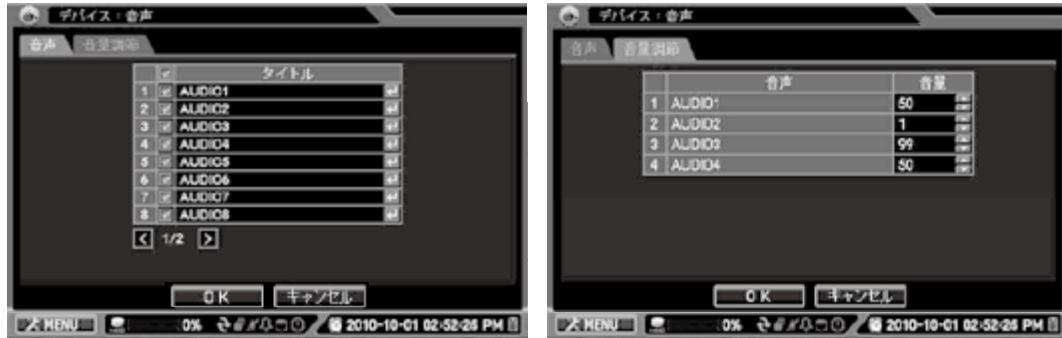 デバイス：音声
音声 音量調節
タイトル
1 AUDIO1
2 AUDIO2
3 AUDIO3
4 AUDIO4
5 AUDIO5
6 AUDIO6
7 AUDIO7
8 AUDIO8
< 1/2 >
OK キャンセル
MENU 0% 2010-10-01 02:52:26 PM
デバイス：音声
音声 音量調節
音声 音量
1 AUDIO1 50
2 AUDIO2 1
3 AUDIO3 99
4 AUDIO4 50
OK キャンセル
MENU 0% 2010-10-01 02:52:26 PM